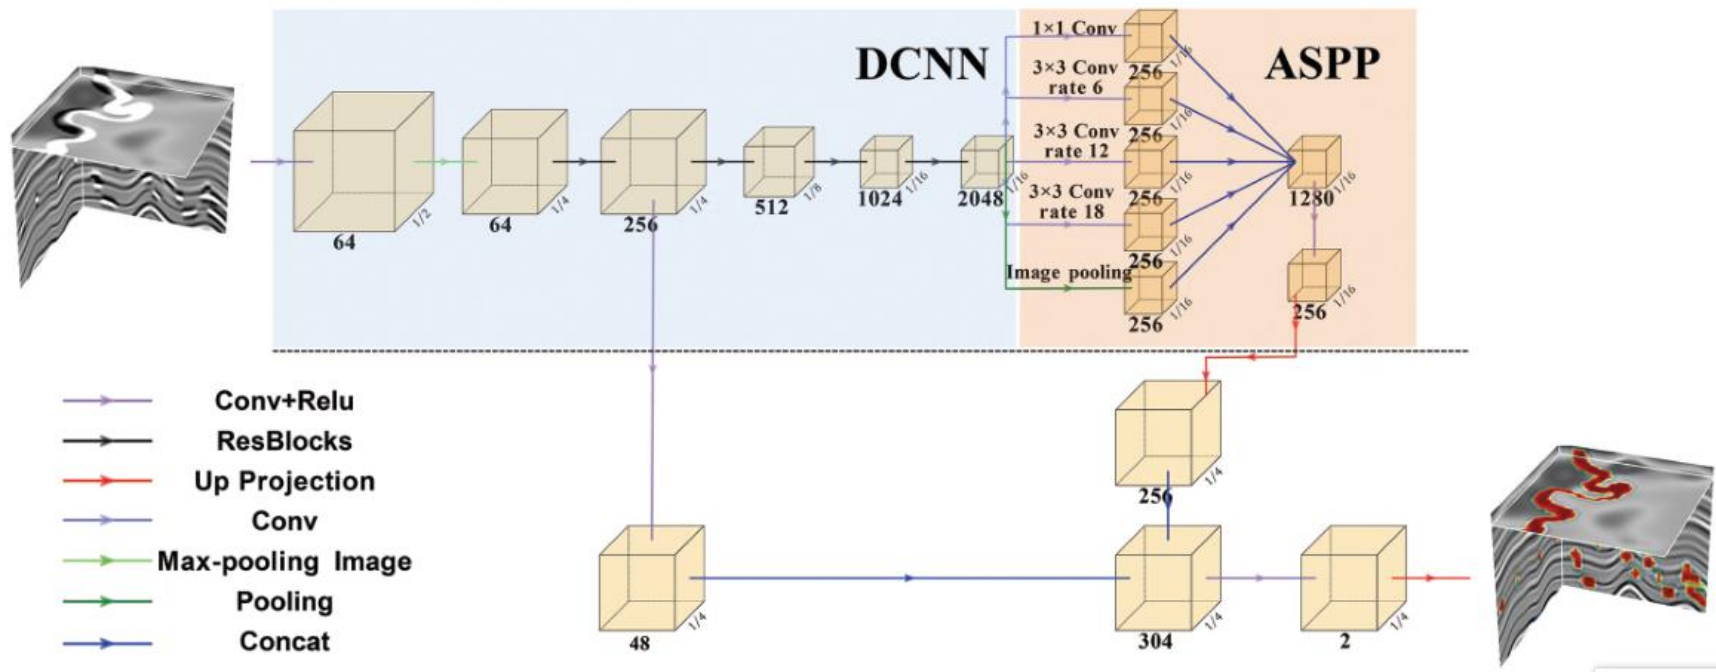 DCNN
ASPP
1×1 Conv
3×3 Conv
rate 6
3×3 Conv
rate 12
3×3 Conv
rate 18
Image pooling
64
1/2
64
1/4
256
1/4
512
1/8
1024
1/16
2048
1/16
256
1/16
256
1/16
256
1/16
256
1/16
256
1/16
1280
1/16
256
1/16
Conv+Relu
ResBlocks
Up Projection
Conv
Max-pooling Image
Pooling
Concat
256
1/4
48
1/4
304
1/4
2
1/4